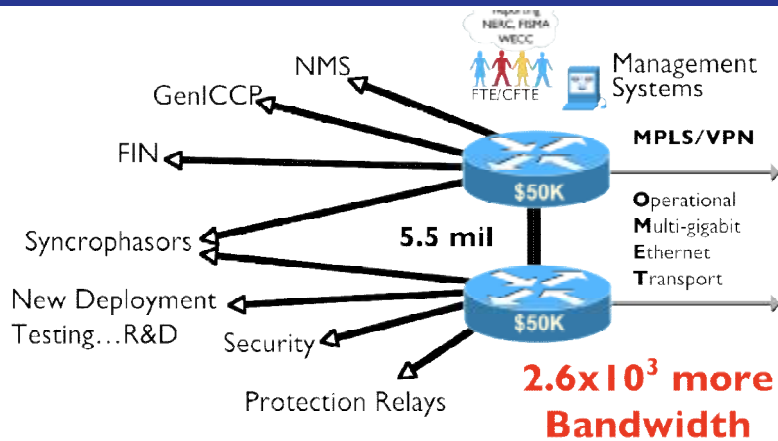 Reporting
NERC, FISMA
WECC
FTE/CFTE
Management
Systems
NMS
GenICCP
FIN
Syncrophasors
New Deployment
Testing...R&D
Security
Protection Relays
$50K
5.5 mil
$50K
MPLS/VPN
Operational
Multi-gigabit
Ethernet
Transport
2.6x10³ more
Bandwidth